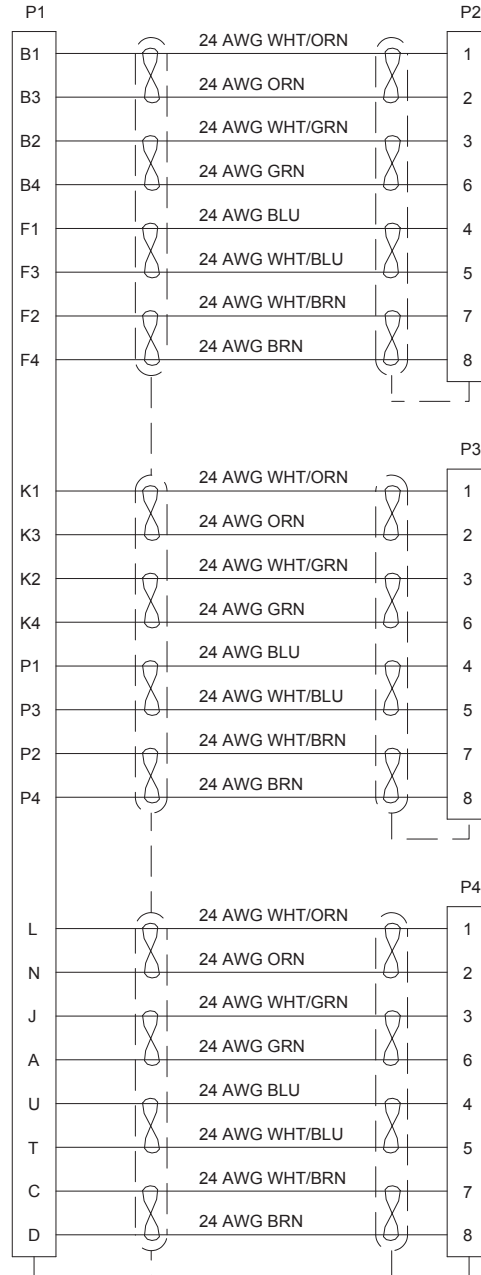 P1 P2
B1 24 AWG WHT/ORN 1
B3 24 AWG ORN 2
B2 24 AWG WHT/GRN 3
B4 24 AWG GRN 6
F1 24 AWG BLU 4
F3 24 AWG WHT/BLU 5
F2 24 AWG WHT/BRN 7
F4 24 AWG BRN 8
P3
K1 24 AWG WHT/ORN 1
K3 24 AWG ORN 2
K2 24 AWG WHT/GRN 3
K4 24 AWG GRN 6
P1 24 AWG BLU 4
P3 24 AWG WHT/BLU 5
P2 24 AWG WHT/BRN 7
P4 24 AWG BRN 8
P4
L 24 AWG WHT/ORN 1
N 24 AWG ORN 2
J 24 AWG WHT/GRN 3
A 24 AWG GRN 6
U 24 AWG BLU 4
T 24 AWG WHT/BLU 5
C 24 AWG WHT/BRN 7
D 24 AWG BRN 8